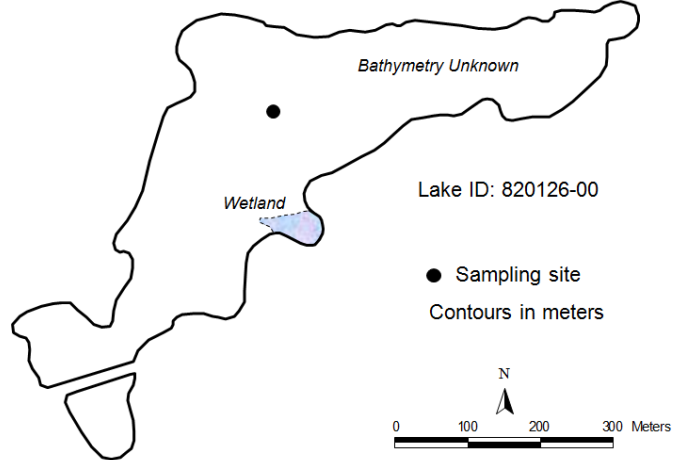 Bathymetry Unknown
Wetland
Lake ID: 820126-00
Sampling site
Contours in meters
N
0 100 200 300 Meters